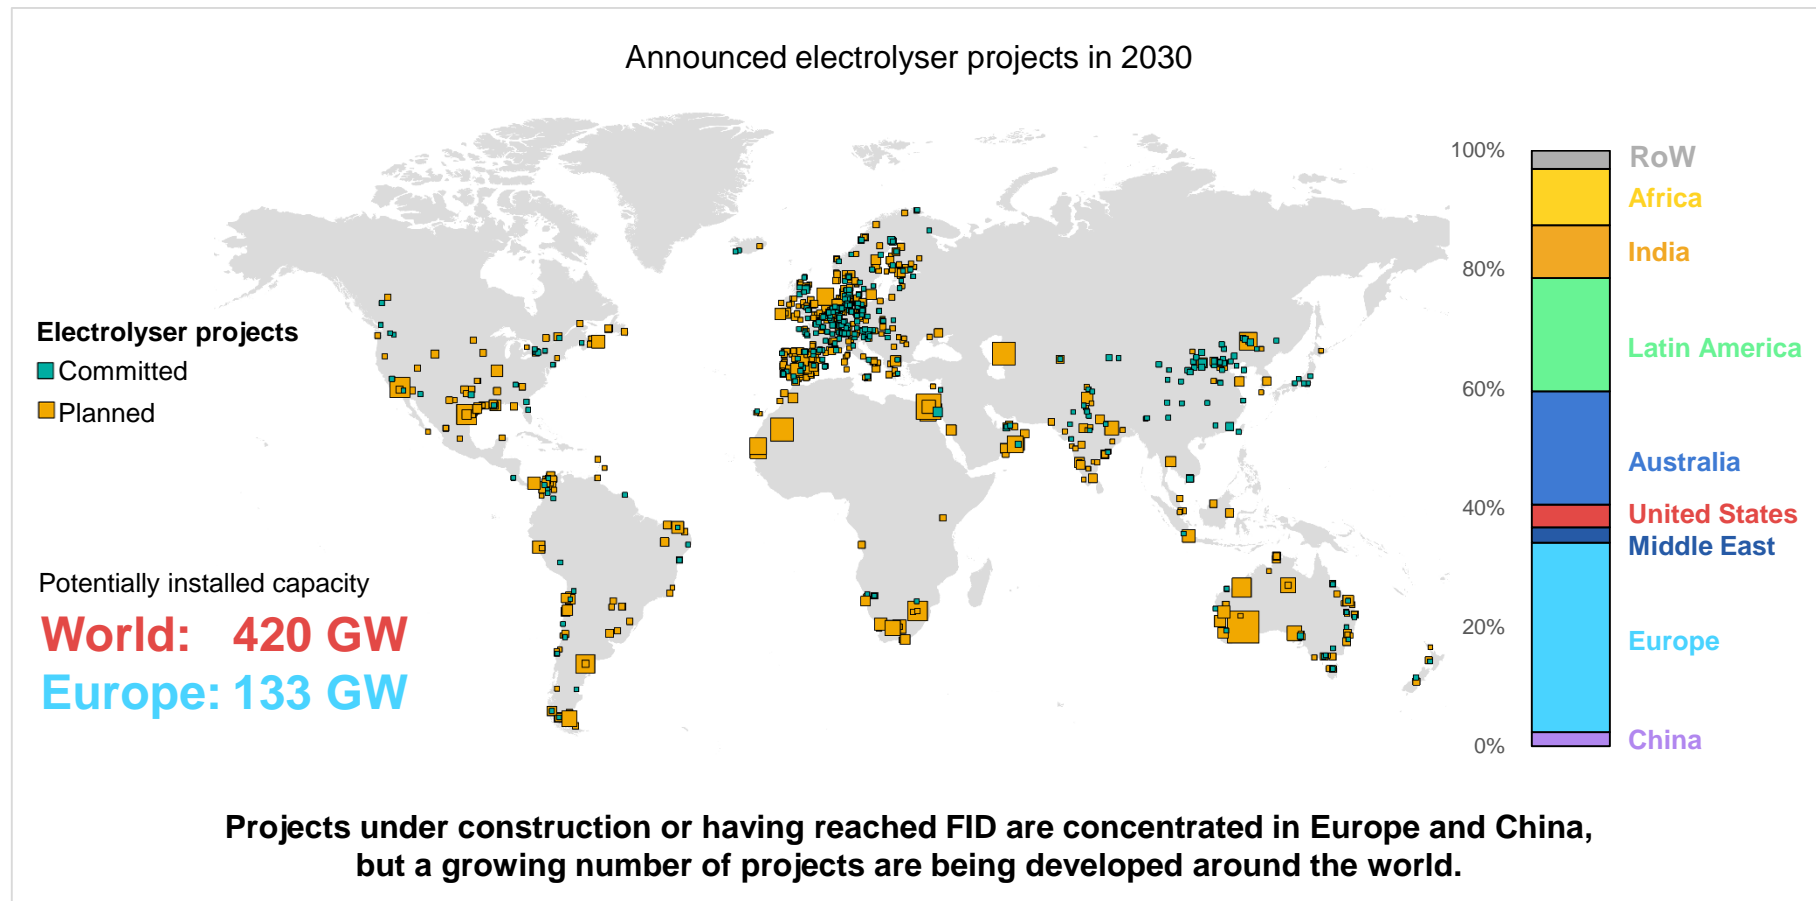 Announced electrolyser projects in 2030
Electrolyser projects
Committed
Planned
Potentially installed capacity
World: 420 GW
Europe: 133 GW
100%
80%
60%
40%
20%
0%
RoW
Africa
India
Latin America
Australia
United States
Middle East
Europe
China
Projects under construction or having reached FID are concentrated in Europe and China,
but a growing number of projects are being developed around the world.